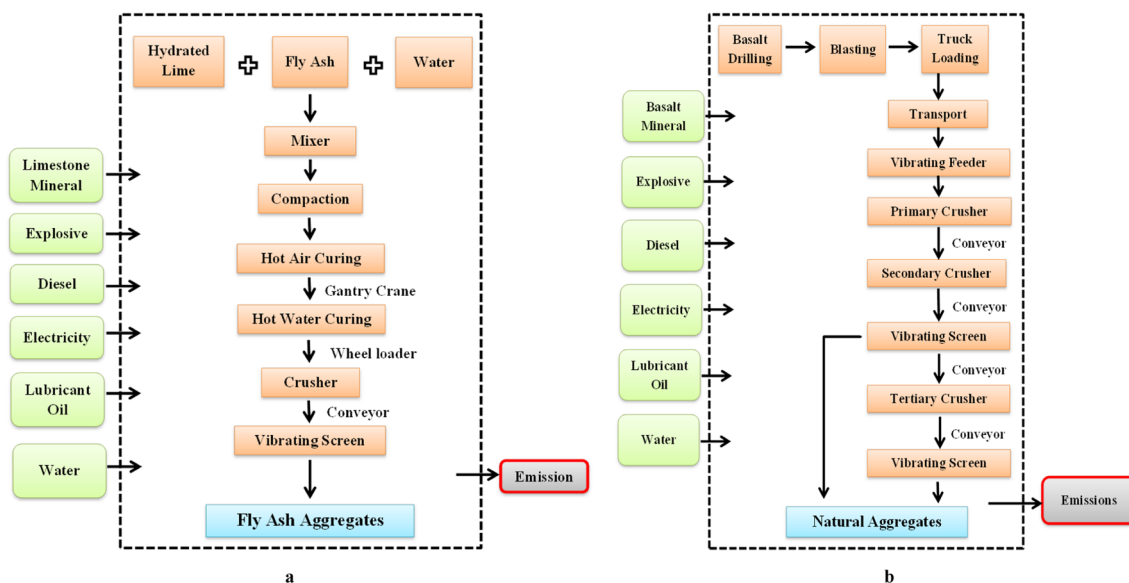 Hydrated
Lime
Fly Ash
Water
Mixer
Compaction
Hot Air Curing
Gantry Crane
Hot Water Curing
Wheel loader
Crusher
Conveyor
Vibrating Screen
Fly Ash Aggregates
Limestone
Mineral
Explosive
Diesel
Electricity
Lubricant
Oil
Water
Emission
a
Basalt
Drilling
Blasting
Truck
Loading
Transport
Vibrating Feeder
Primary Crusher
Conveyor
Secondary Crusher
Conveyor
Vibrating Screen
Conveyor
Tertiary Crusher
Conveyor
Vibrating Screen
Natural Aggregates
Basalt
Mineral
Explosive
Diesel
Electricity
Lubricant
Oil
Water
Emissions
b